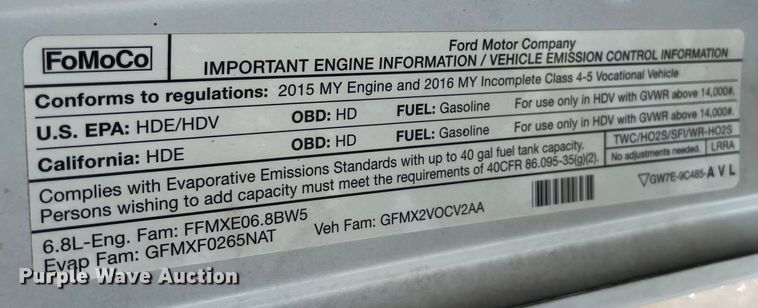 FoMoCo
Ford Motor Company
IMPORTANT ENGINE INFORMATION / VEHICLE EMISSION CONTROL INFORMATION
Conforms to regulations: 2015 MY Engine and 2016 MY Incomplete Class 4-5 Vocational Vehicle
U.S. EPA: HDE/HDV OBD: HD FUEL: Gasoline For use only in HDV with GVWR above 14,000#.
California: HDE OBD: HD FUEL: Gasoline For use only in HDV with GVWR above 14,000#.
Complies with Evaporative Emissions Standards with up to 40 gal fuel tank capacity.
Persons wishing to add capacity must meet the requirements of 40CFR 86.095-35(g)(2).
TWC/HO2S/SFI/WR-HO2S
No adjustments needed. LRRA
6.8L-Eng. Fam: FFMXE06.8BW5 Veh Fam: GFMX2VOCV2AA
Evap Fam: GFMXF0265NAT
▽GW7E-9C485-AVL
Purple Wave Auction